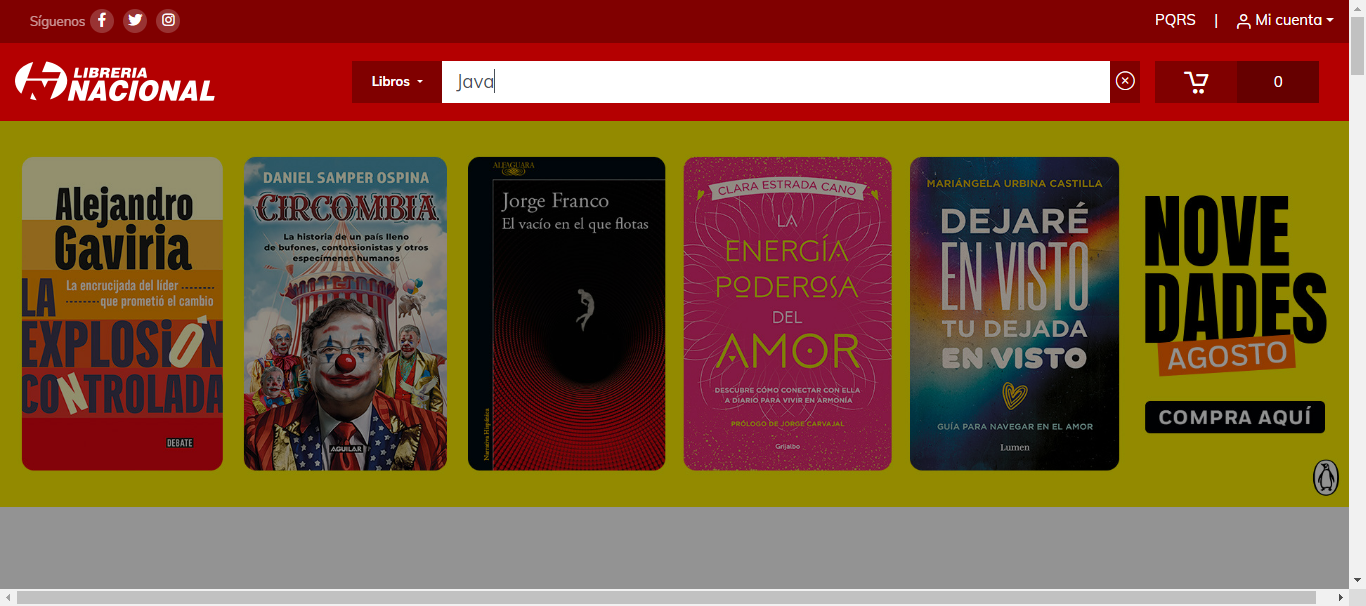 Síguenos
PQRS | Mi cuenta
LIBRERIA
NACIONAL
Libros
Java
0
Alejandro
Gaviria
La encrucijada del líder
que prometió el cambio
LA
EXPLOSIÓN
CONTROLADA
DEBATE
DANIEL SAMPER OSPINA
CIRCOMBIA
La historia de un país lleno
de bufones, contorsionistas y otros
especímenes humanos
AGUILAR
ALFAGUARA
Jorge Franco
El vacío en el que flotas
Narrativa Hispánica
CLARA ESTRADA CANO
LA
ENERGÍA
PODEROSA
DEL
AMOR
DESCUBRE CÓMO CONECTAR CON ELLA
A DIARIO PARA VIVIR EN ARMONÍA
PRÓLOGO DE JORGE CARVAJAL
Grijalbo
MARIÁNGELA URBINA CASTILLA
DEJARÉ
EN VISTO
TU DEJADA
EN VISTO
GUÍA PARA NAVEGAR EN EL AMOR
Lumen
NOVE
DADES
AGOSTO
COMPRA AQUÍ